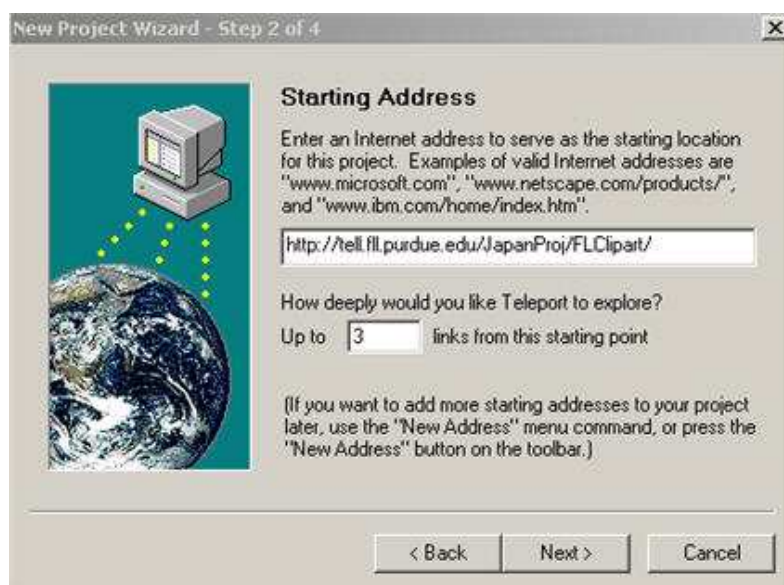 New Project Wizard - Step 2 of 4
Starting Address
Enter an Internet address to serve as the starting location
for this project. Examples of valid Internet addresses are
"www.microsoft.com", "www.netscape.com/products/",
and "www.ibm.com/home/index.htm".
http://tell.fll.purdue.edu/JapanProj/FLClipart/
How deeply would you like Teleport to explore?
Up to 3 links from this starting point
(If you want to add more starting addresses to your project
later, use the "New Address" menu command, or press the
"New Address" button on the toolbar.)
< Back Next > Cancel